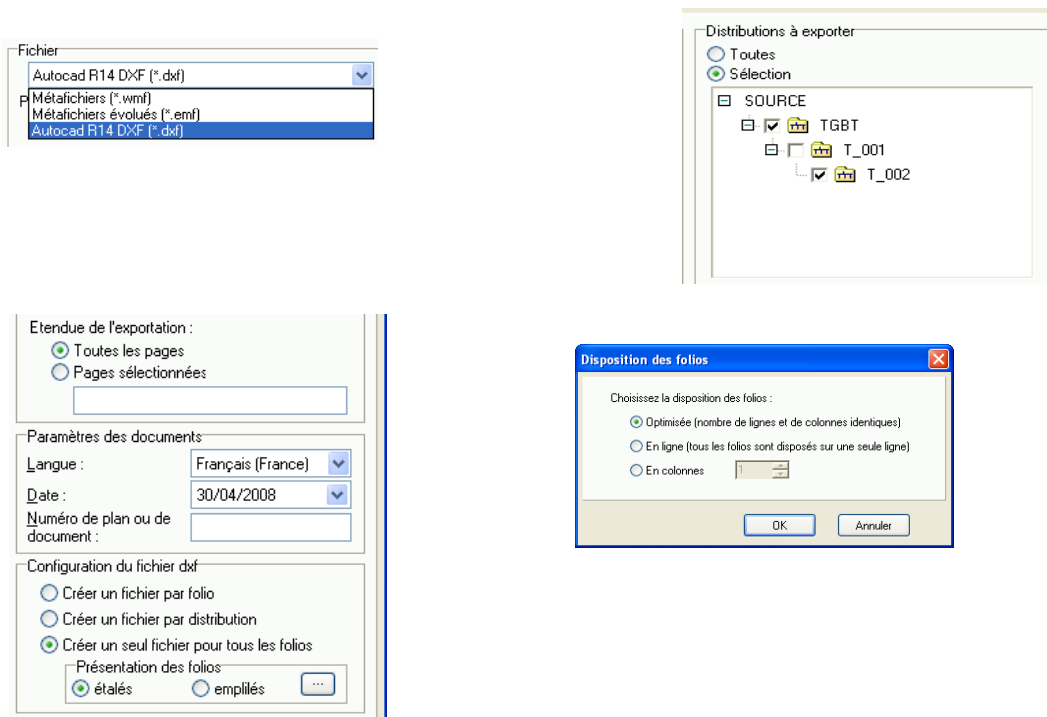 Fichier
Autocad R14 DXF (*.dxf)
P
Métafichiers (*.wmf)
Métafichiers évolués (*.emf)
Autocad R14 DXF (*.dxf)
Distributions à exporter
Toutes
Sélection
SOURCE
TGBT
T_001
T_002
Etendue de l'exportation :
Toutes les pages
Pages sélectionnées
Paramètres des documents
Langue : Français (France)
Date : 30/04/2008
Numéro de plan ou de
document :
Configuration du fichier dxf
Créer un fichier par folio
Créer un fichier par distribution
Créer un seul fichier pour tous les folios
Présentation des folios
étalés emplilés ...
Disposition des folios
Choisissez la disposition des folios :
Optimisée (nombre de lignes et de colonnes identiques)
En ligne (tous les folios sont disposés sur une seule ligne)
En colonnes 1
OK Annuler